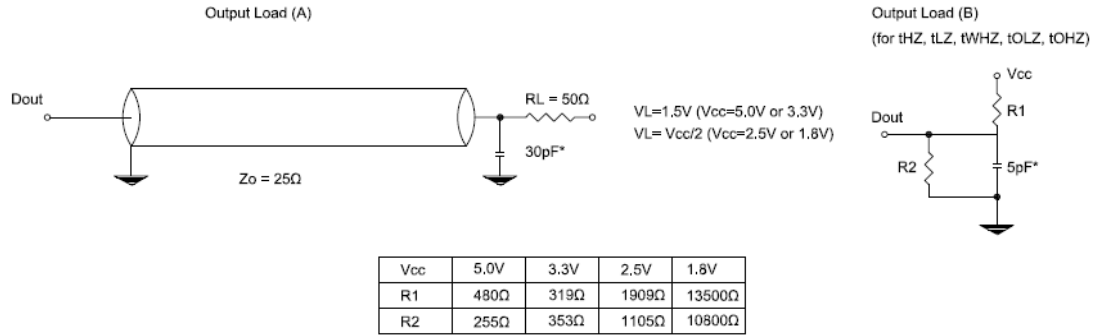 Output Load (A)
Output Load (B)
(for tHZ, tLZ, tWHZ, tOLZ, tOHZ)
Dout
RL = 50Ω
30pF*
Zo = 25Ω
VL=1.5V (Vcc=5.0V or 3.3V)
VL= Vcc/2 (Vcc=2.5V or 1.8V)
Vcc
R1
Dout
R2
5pF*
Vcc 5.0V 3.3V 2.5V 1.8V
R1 480Ω 319Ω 1909Ω 13500Ω
R2 255Ω 353Ω 1105Ω 10800Ω